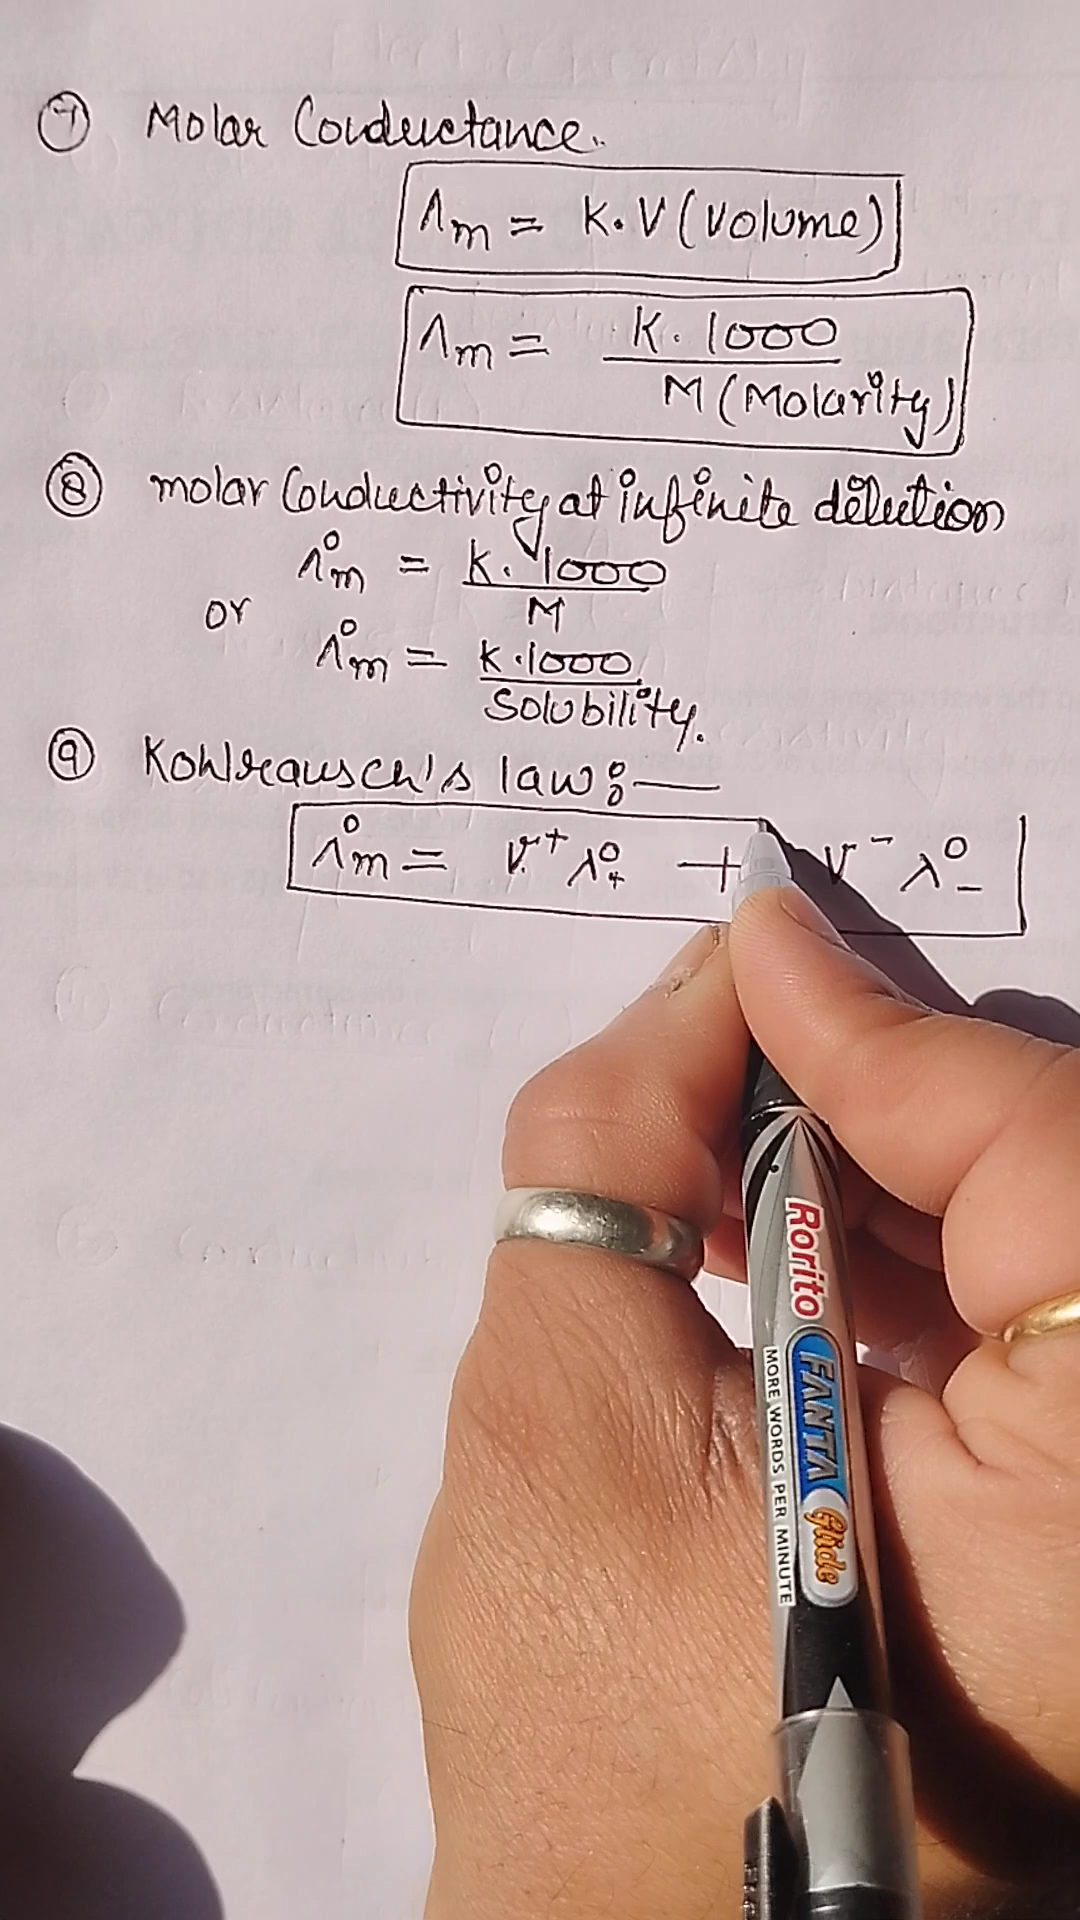 ⑦ Molar Conductance.
Λm = K.V (Volume)
Λm = K. 1000
M (Molarity)
⑧ molar Conductivity at infinite dilution
Λ°m = K. 1000
M
or
Λ°m = K.1000
Solubility.
⑨ Kohlrausch's law :—
Λ°m = V⁺ λ°₊ + V⁻ λ°₋
Rorito
FANTA
Glide
MORE WORDS PER MINUTE